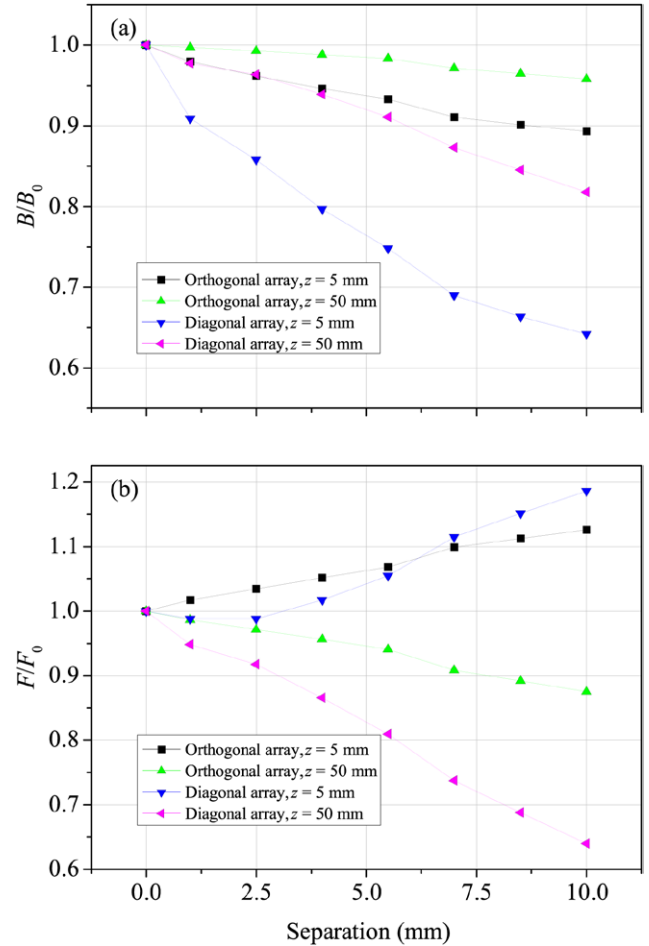 (a)
1.0
0.9
0.8
0.7
0.6
B/B₀
Orthogonal array, z = 5 mm
Orthogonal array, z = 50 mm
Diagonal array, z = 5 mm
Diagonal array, z = 50 mm
(b)
1.2
1.1
1.0
0.9
0.8
0.7
0.6
F/F₀
Orthogonal array, z = 5 mm
Orthogonal array, z = 50 mm
Diagonal array, z = 5 mm
Diagonal array, z = 50 mm
0.0 2.5 5.0 7.5 10.0
Separation (mm)